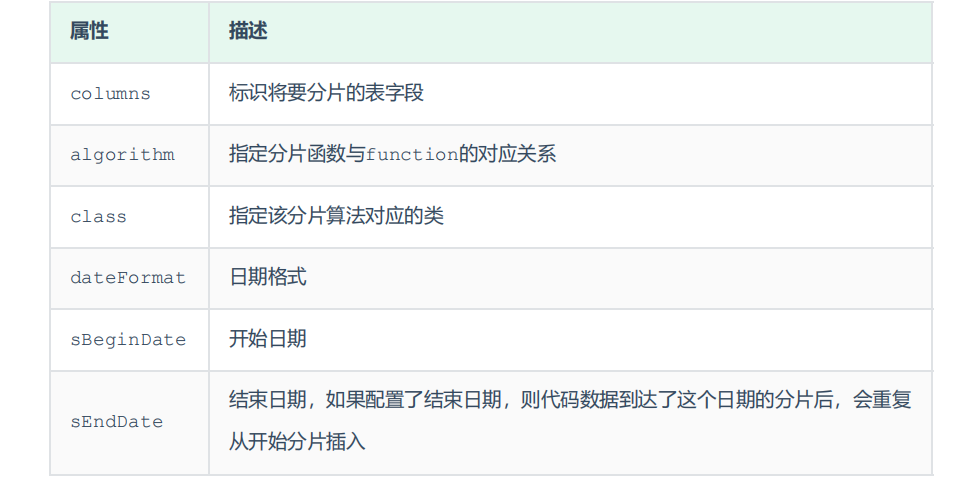 属性 描述
columns 标识将要分片的表字段
algorithm 指定分片函数与function的对应关系
class 指定该分片算法对应的类
dateFormat 日期格式
sBeginDate 开始日期
sEndDate 结束日期，如果配置了结束日期，则代码数据到达了这个日期的分片后，会重复
从开始分片插入